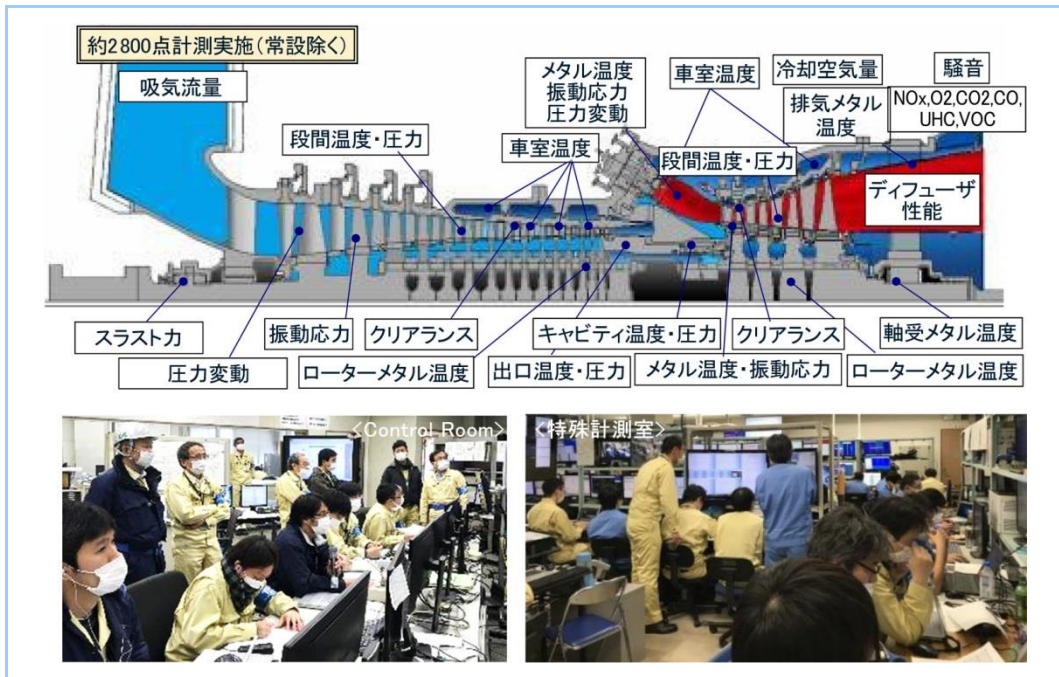 約2800点計測実施(常設除く)
吸気流量
段間温度・圧力
車室温度
メタル温度
振動応力
圧力変動
車室温度
冷却空気量
騒音
排気メタル
温度
NOx,O2,CO2,CO,
UHC,VOC
段間温度・圧力
ディフューザ
性能
スラスト力
振動応力
クリアランス
キャビティ温度・圧力
クリアランス
軸受メタル温度
圧力変動
ローターメタル温度
出口温度・圧力
メタル温度・振動応力
ローターメタル温度
<Control Room>
<特殊計測室>